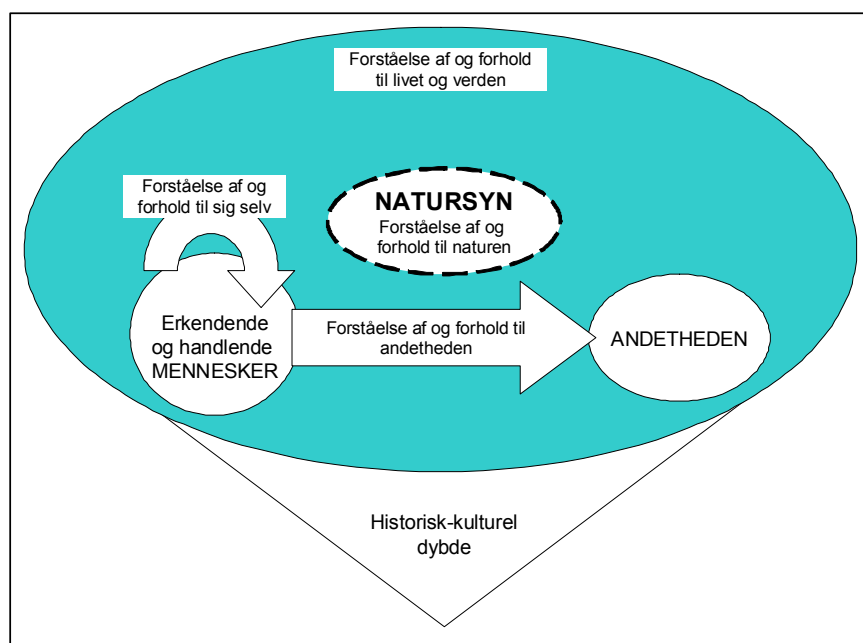 Forståelse af og forhold
til livet og verden
Forståelse af og
forhold til sig selv
NATURSYN
Forståelse af og
forhold til naturen
Erkendende
og handlende
MENNESKER
Forståelse af og forhold til
andetheden
ANDETHEDEN
Historisk-kulturel
dybde